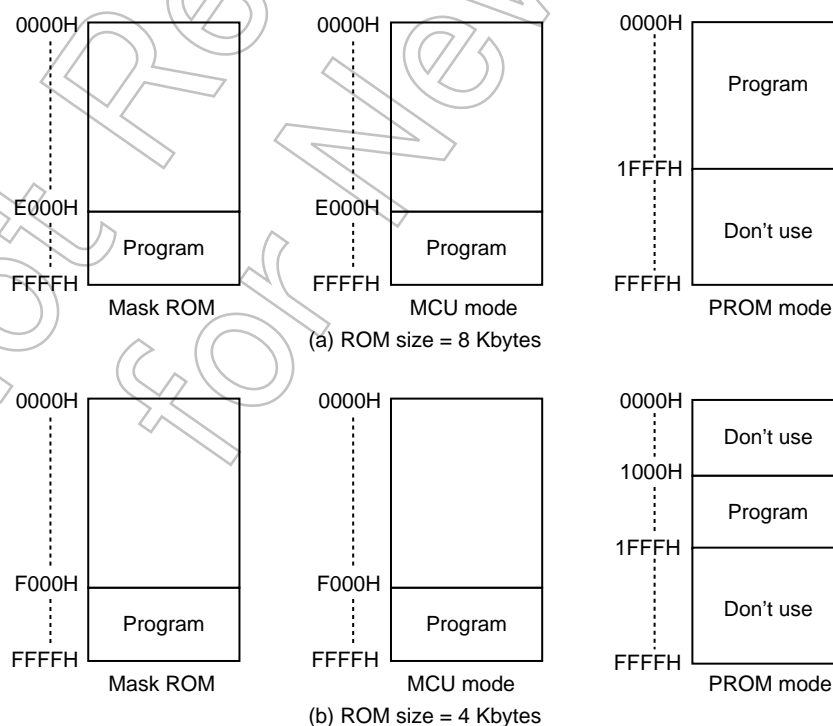 0000H
E000H
Program
FFFFH
Mask ROM
0000H
E000H
Program
FFFFH
MCU mode
0000H
Program
1FFFH
Don't use
FFFFH
PROM mode
(a) ROM size = 8 Kbytes
0000H
F000H
Program
FFFFH
Mask ROM
0000H
F000H
Program
FFFFH
MCU mode
0000H
Don't use
1000H
Program
1FFFH
Don't use
FFFFH
PROM mode
(b) ROM size = 4 Kbytes